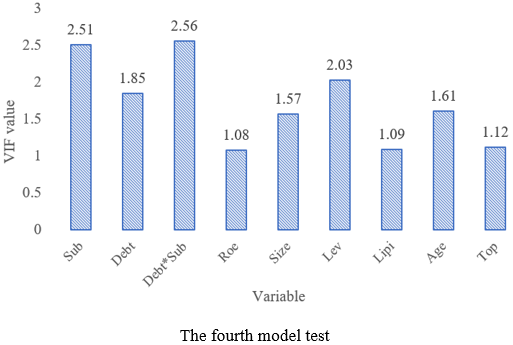 3
2.5
2
1.5
1
0.5
0
VIF value
2.51
1.85
2.56
1.08
1.57
2.03
1.09
1.61
1.12
Sub
Debt
Debt*Sub
Roe
Size
Lev
Lipi
Age
Top
Variable
The fourth model test